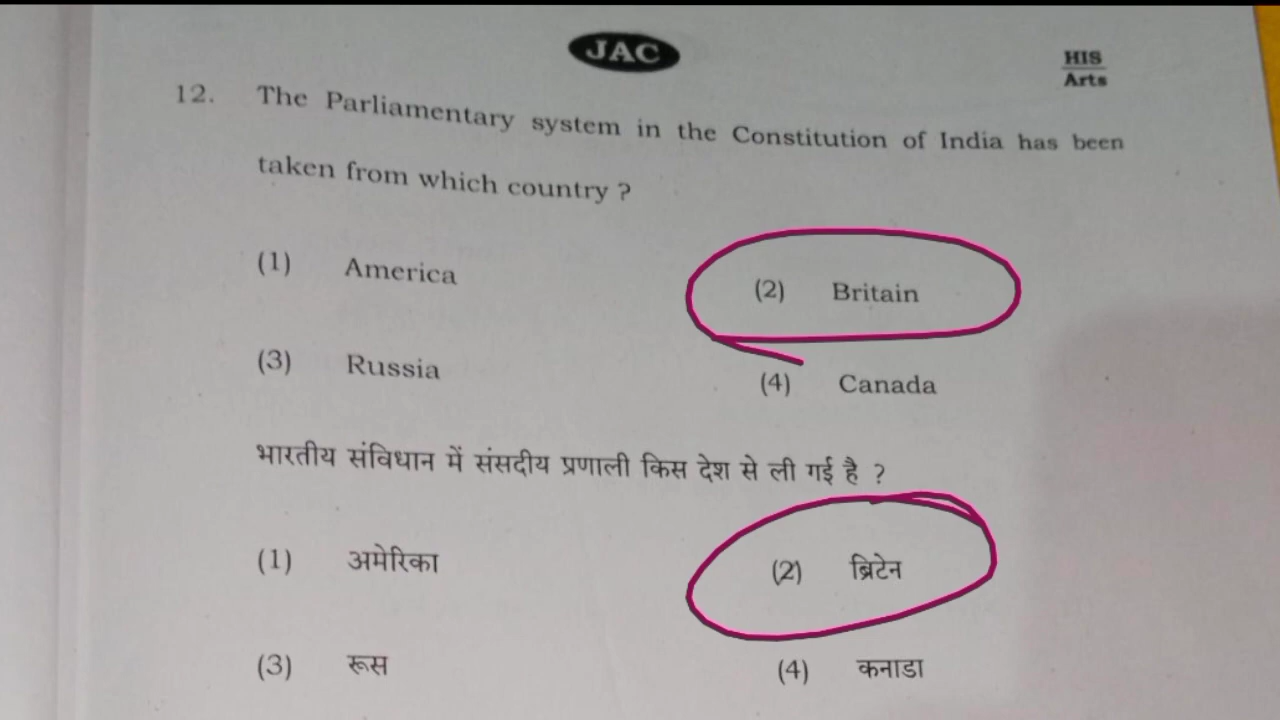 JAC
HIS
Arts
12. The Parliamentary system in the Constitution of India has been
taken from which country ?
(1) America (2) Britain
(3) Russia (4) Canada
भारतीय संविधान में संसदीय प्रणाली किस देश से ली गई है ?
(1) अमेरिका (2) ब्रिटेन
(3) रूस (4) कनाडा